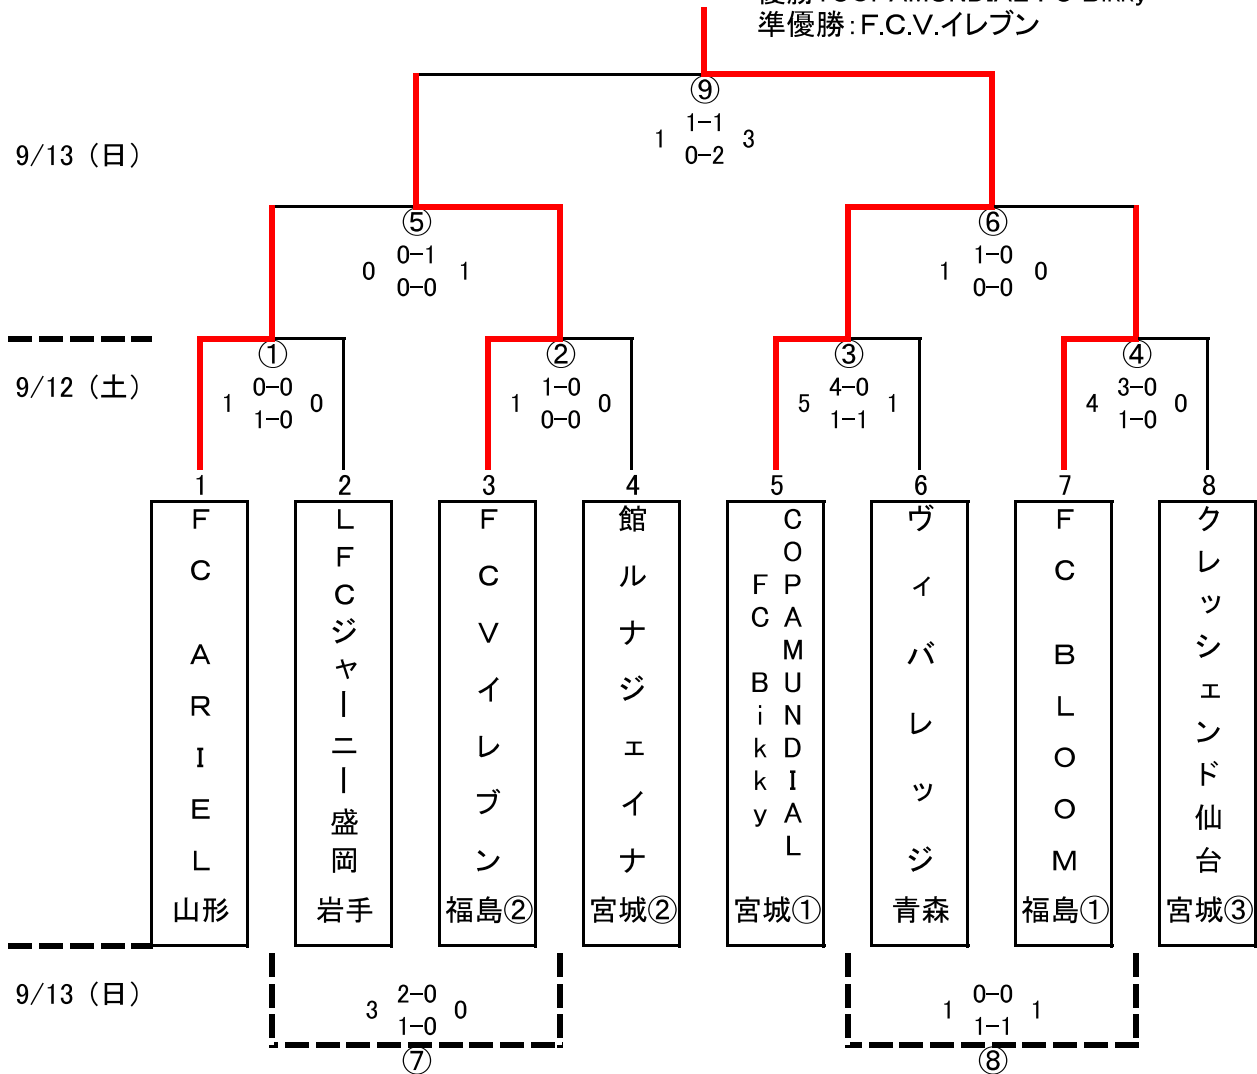 準優勝：F.C.V.イレブン
⑨
1-1
1 3
0-2
9/13（日）
⑤ ⑥
0-1 1-0
0 1 1 0
0-0 0-0
① ② ③ ④
9/12（土）
0-0 1-0 4-0 3-0
1 0 1 0 5 1 4 0
1-0 0-0 1-1 1-0
1 2 3 4 5 6 7 8
FC ARIEL
LFCジャーニー盛岡
FCVイレブン
館ルナジェイナ
COPAMUNDIAL
FC Bikky
ヴィバレッジ
FC BLOOM
クレッシェンド仙台
山形 岩手 福島② 宮城② 宮城① 青森 福島① 宮城③
9/13（日）
2-0 0-0
3 0 1 1
1-0 1-1
⑦ ⑧